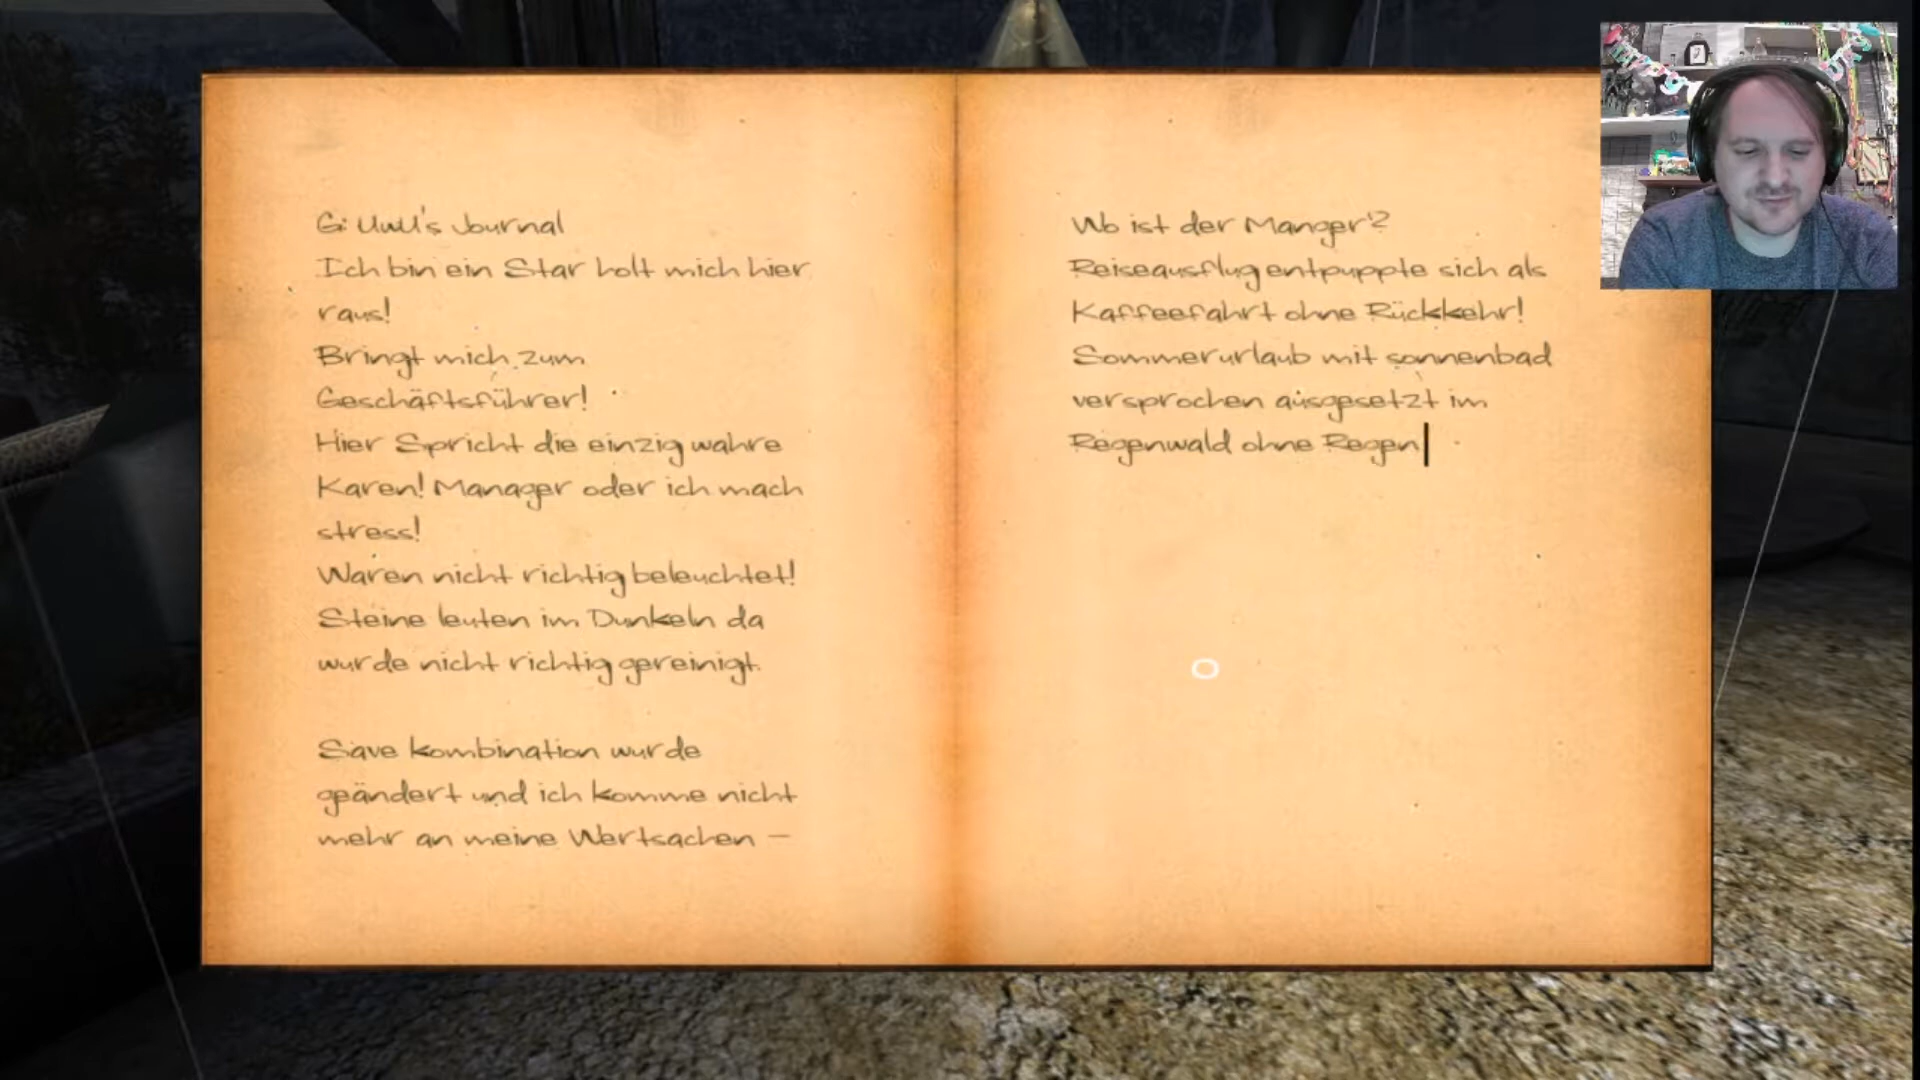 G: UwU's Journal
Ich bin ein Star holt mich hier
raus!
Bringt mich zum
Geschäftsführer!
Hier Spricht die einzig wahre
Karen! Manager oder ich mach
stress!
Waren nicht richtig beleuchtet!
Steine leuten im Dunkeln da
wurde nicht richtig gereinigt.
Save kombination wurde
geändert und ich komme nicht
mehr an meine Wertsachen -
Wo ist der Manger'?
Reiseausflug entpuppte sich als
Kaffeefahrt ohne Rückkehr!
Sommerurlaub mit sonnenbad
versprochen ausgesetzt im
Regenwald ohne Regen